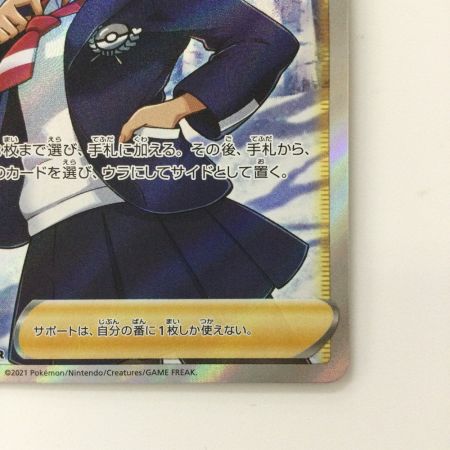 枚まで選び、手札に加える。その後、手札から、
のカードを選び、ウラにしてサイドとして置く。
サポートは、自分の番に1枚しか使えない。
R
©2021 Pokémon/Nintendo/Creatures/GAME FREAK.